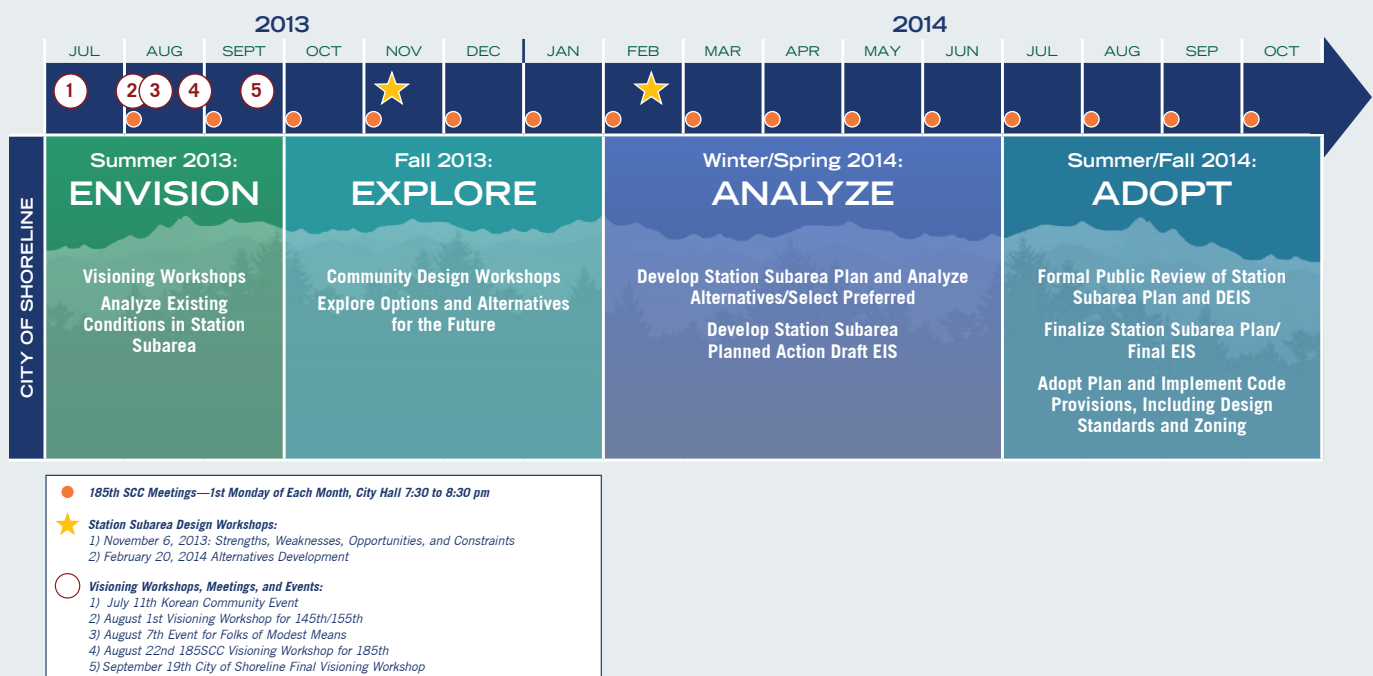 2013
2014
JUL AUG SEPT OCT NOV DEC JAN FEB MAR APR MAY JUN JUL AUG SEP OCT
1 2 3 4 5
CITY OF SHORELINE
Summer 2013:
ENVISION
Visioning Workshops
Analyze Existing
Conditions in Station
Subarea
Fall 2013:
EXPLORE
Community Design Workshops
Explore Options and Alternatives
for the Future
Winter/Spring 2014:
ANALYZE
Develop Station Subarea Plan and Analyze
Alternatives/Select Preferred
Develop Station Subarea
Planned Action Draft EIS
Summer/Fall 2014:
ADOPT
Formal Public Review of Station
Subarea Plan and DEIS
Finalize Station Subarea Plan/
Final EIS
Adopt Plan and Implement Code
Provisions, Including Design
Standards and Zoning
185th SCC Meetings—1st Monday of Each Month, City Hall 7:30 to 8:30 pm
Station Subarea Design Workshops:
1) November 6, 2013: Strengths, Weaknesses, Opportunities, and Constraints
2) February 20, 2014 Alternatives Development
Visioning Workshops, Meetings, and Events:
1) July 11th Korean Community Event
2) August 1st Visioning Workshop for 145th/155th
3) August 7th Event for Folks of Modest Means
4) August 22nd 185SCC Visioning Workshop for 185th
5) September 19th City of Shoreline Final Visioning Workshop